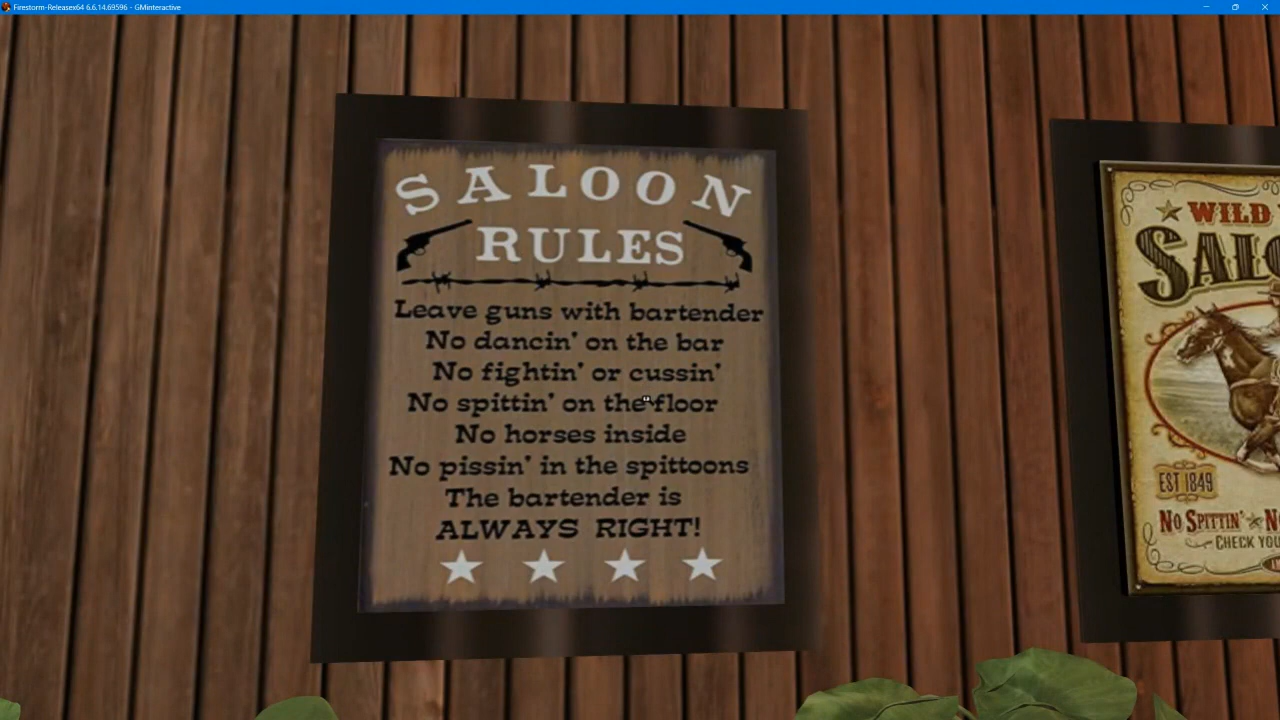 Firestorm-Releasex64 6.6.14.69596 - GMinteractive
SALOON
RULES
Leave guns with bartender
No dancin' on the bar
No fightin' or cussin'
No spittin' on the floor
No horses inside
No pissin' in the spittoons
The bartender is
ALWAYS RIGHT!
WILD
EST 1849
NO SPITTIN'
CHECK